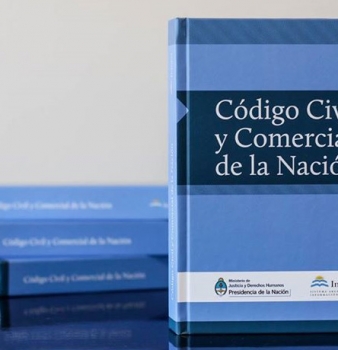 Código Civ
y Comercia
de la Nació
Ministerio de
Justicia y Derechos Humanos
Presidencia de la Nación
In
Código Civil y Comercial de la Nación
Código Civil y Comercial de la Nación
Código Civil y Comercial de la Nación